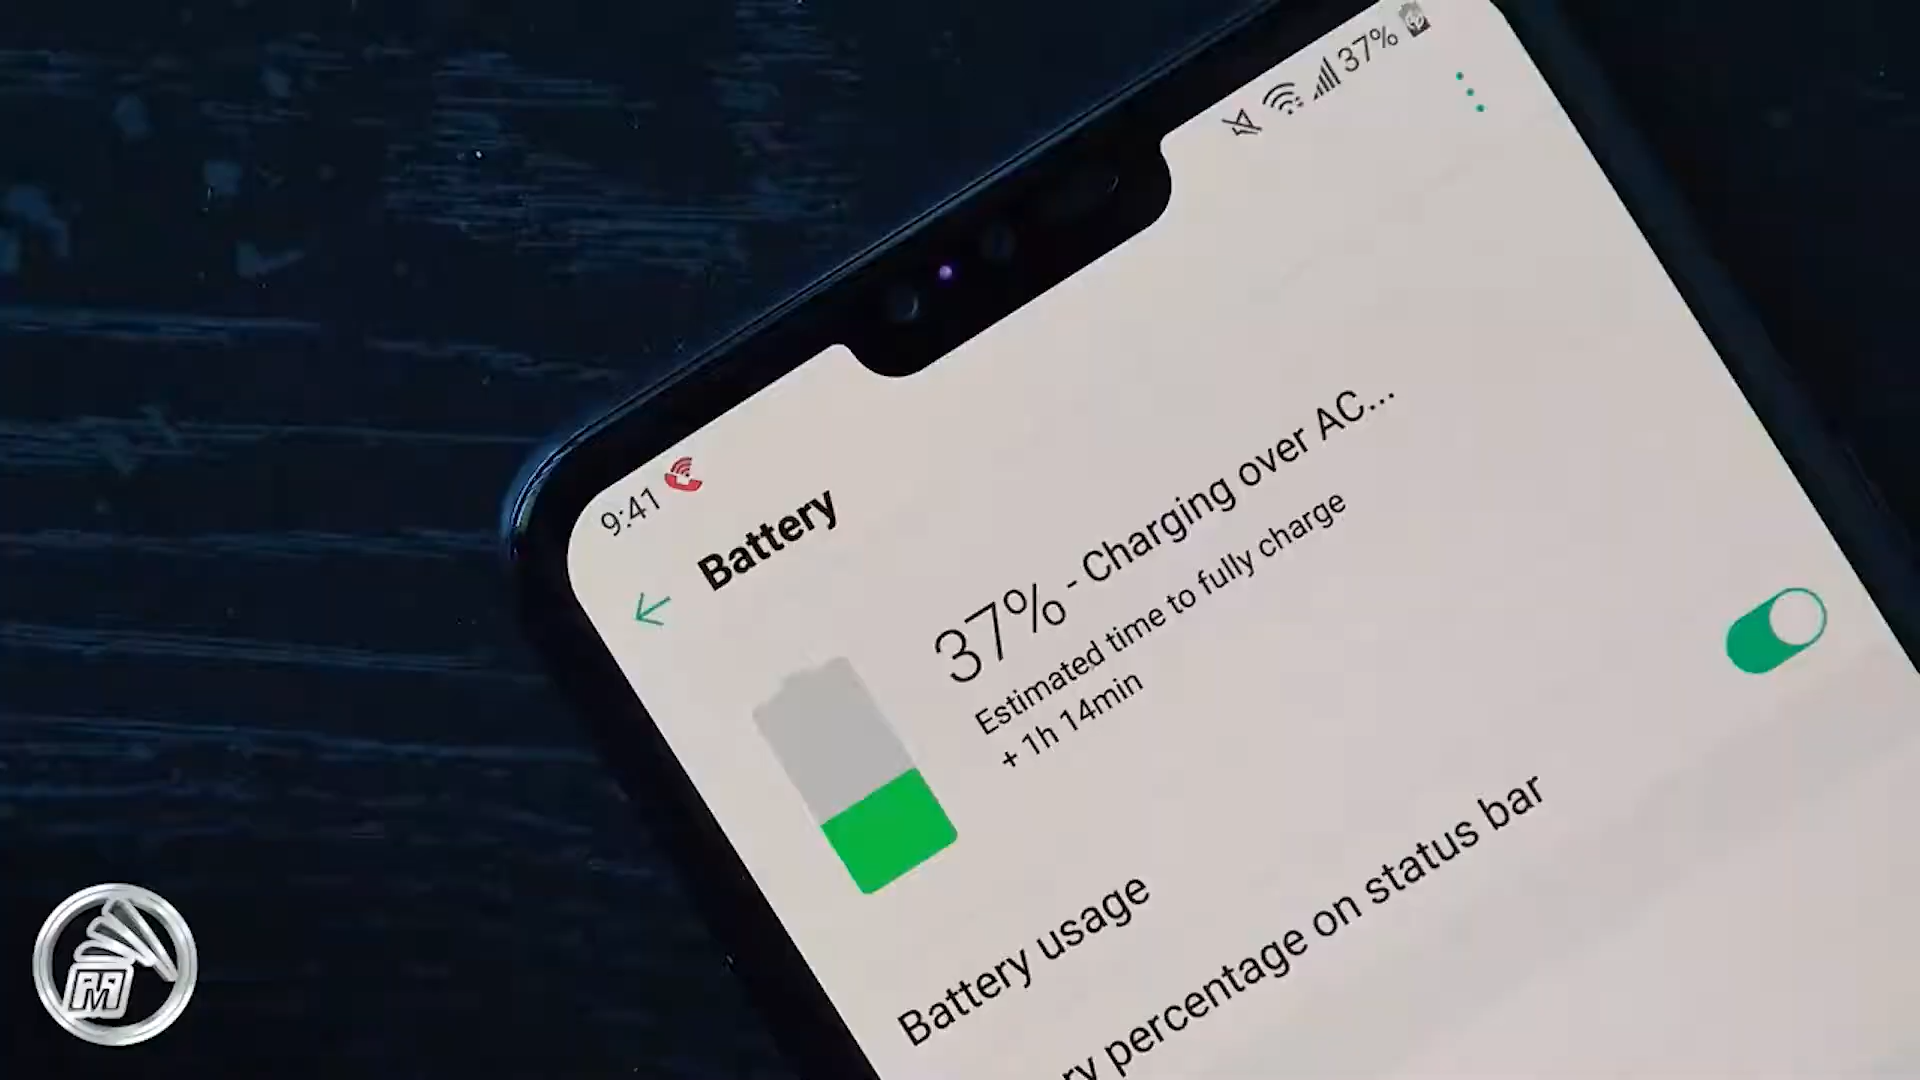 9:41
37%
Battery
37% - Charging over AC...
Estimated time to fully charge
+ 1h 14min
Battery usage
ry percentage on status bar
M